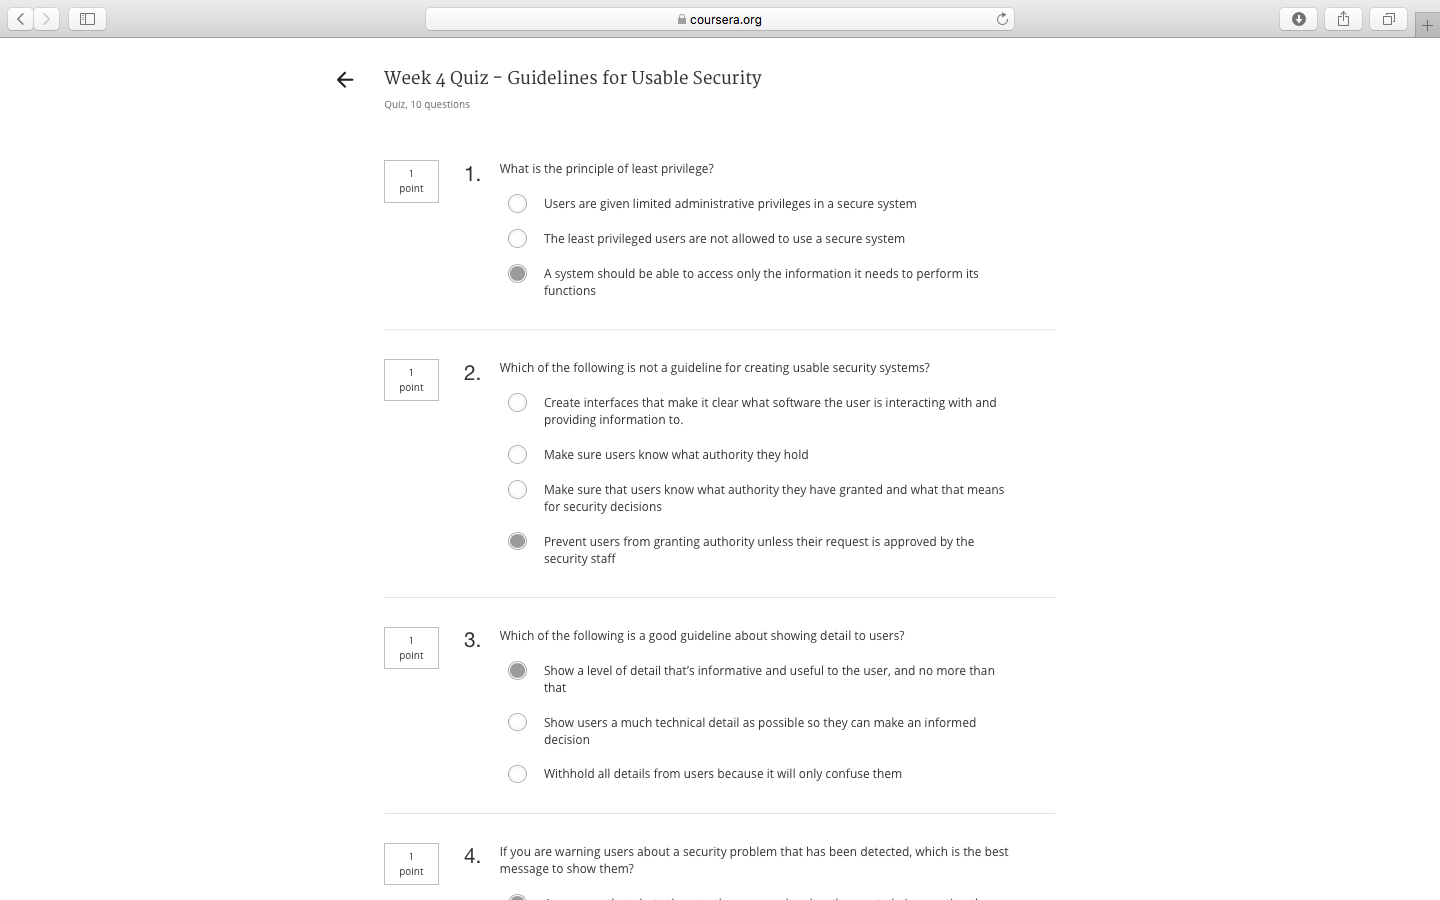 coursera.org
Week 4 Quiz - Guidelines for Usable Security
Quiz, 10 questions
1
point
1.
What is the principle of least privilege?
Users are given limited administrative privileges in a secure system
The least privileged users are not allowed to use a secure system
A system should be able to access only the information it needs to perform its
functions
1
point
2.
Which of the following is not a guideline for creating usable security systems?
Create interfaces that make it clear what software the user is interacting with and
providing information to.
Make sure users know what authority they hold
Make sure that users know what authority they have granted and what that means
for security decisions
Prevent users from granting authority unless their request is approved by the
security staff
1
point
3.
Which of the following is a good guideline about showing detail to users?
Show a level of detail that's informative and useful to the user, and no more than
that
Show users a much technical detail as possible so they can make an informed
decision
Withhold all details from users because it will only confuse them
1
point
4.
If you are warning users about a security problem that has been detected, which is the best
message to show them?